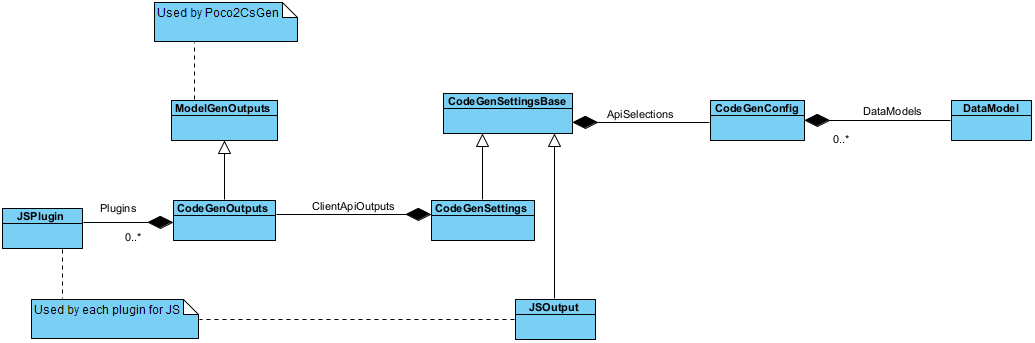 Used by Poco2CsGen
ModelGenOutputs
CodeGenSettingsBase
ApiSelections
CodeGenConfig
DataModels
DataModel
0..*
JSPlugin
Plugins
0..*
CodeGenOutputs
ClientApiOutputs
CodeGenSettings
Used by each plugin for JS
JSOutput